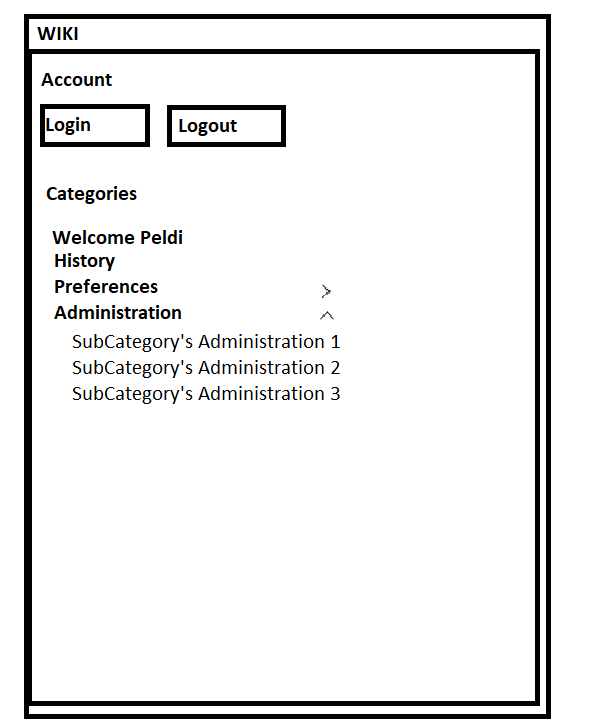 WIKI
Account
Login
Logout
Categories
Welcome Peldi
History
Preferences
Administration
SubCategory's Administration 1
SubCategory's Administration 2
SubCategory's Administration 3